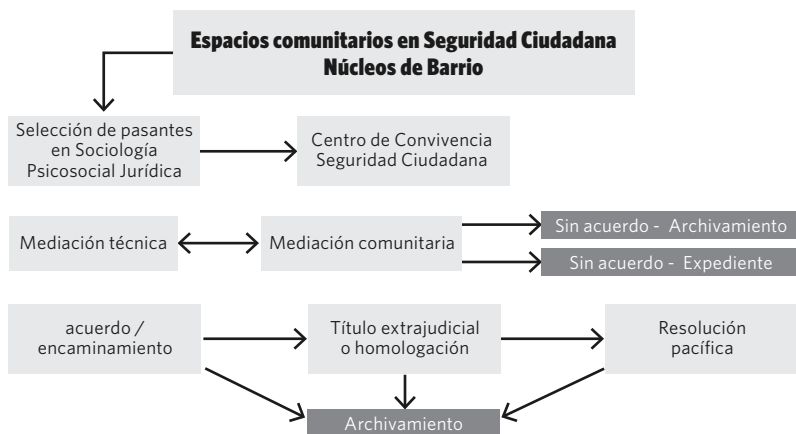 Espacios comunitarios en Seguridad Ciudadana
Núcleos de Barrio
Selección de pasantes
en Sociología
Psicosocial Jurídica
Centro de Convivencia
Seguridad Ciudadana
Mediación técnica
Mediación comunitaria
Sin acuerdo - Archivamiento
Sin acuerdo - Expediente
acuerdo /
encaminamiento
Título extrajudicial
o homologación
Resolución
pacífica
Archivamiento